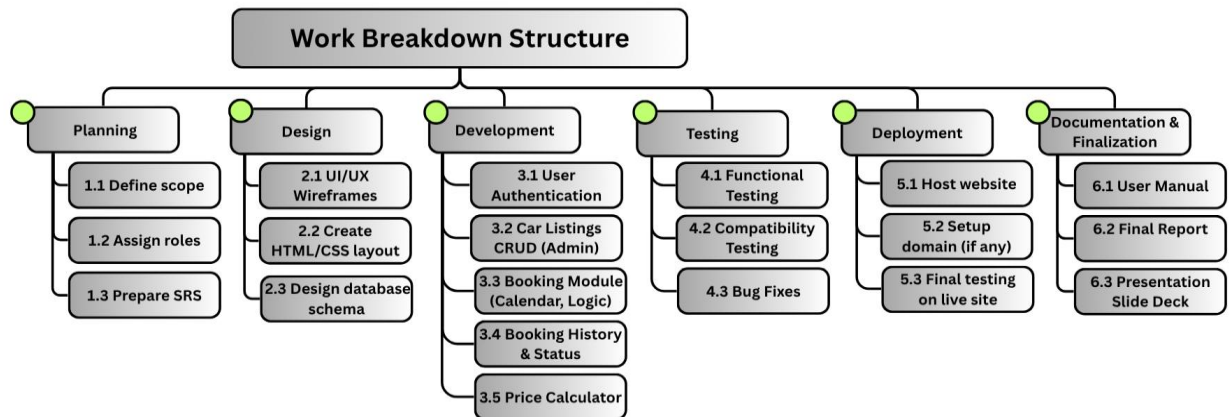 Work Breakdown Structure
Planning
1.1 Define scope
1.2 Assign roles
1.3 Prepare SRS
Design
2.1 UI/UX
Wireframes
2.2 Create
HTML/CSS layout
2.3 Design database
schema
Development
3.1 User
Authentication
3.2 Car Listings
CRUD (Admin)
3.3 Booking Module
(Calendar, Logic)
3.4 Booking History
& Status
3.5 Price Calculator
Testing
4.1 Functional
Testing
4.2 Compatibility
Testing
4.3 Bug Fixes
Deployment
5.1 Host website
5.2 Setup
domain (if any)
5.3 Final testing
on live site
Documentation &
Finalization
6.1 User Manual
6.2 Final Report
6.3 Presentation
Slide Deck